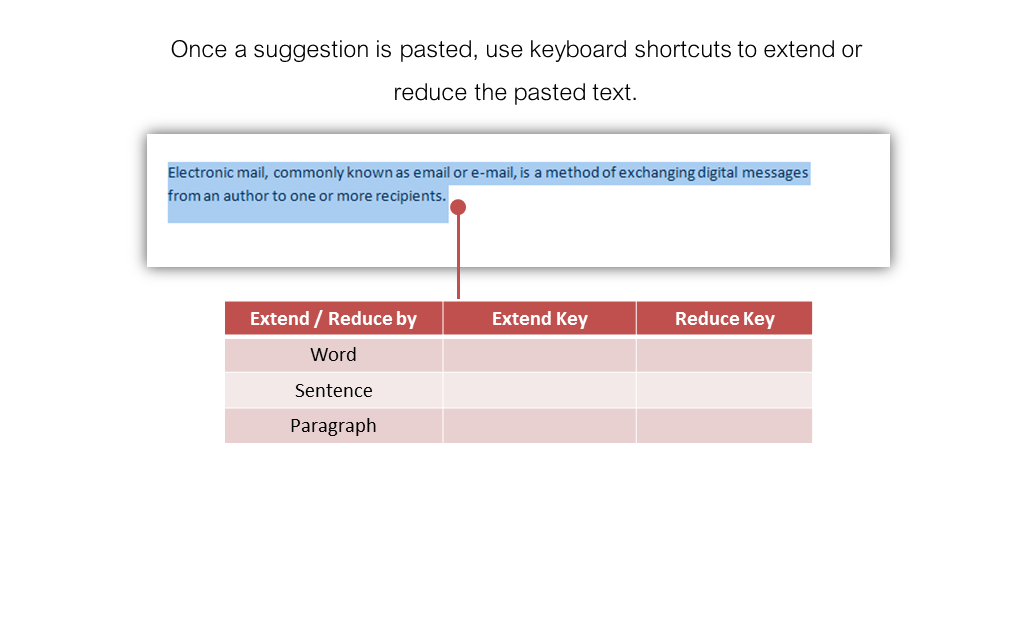 Once a suggestion is pasted, use keyboard shortcuts to extend or
reduce the pasted text.
Electronic mail, commonly known as email or e-mail, is a method of exchanging digital messages
from an author to one or more recipients.
Extend / Reduce by Extend Key Reduce Key
Word
Sentence
Paragraph